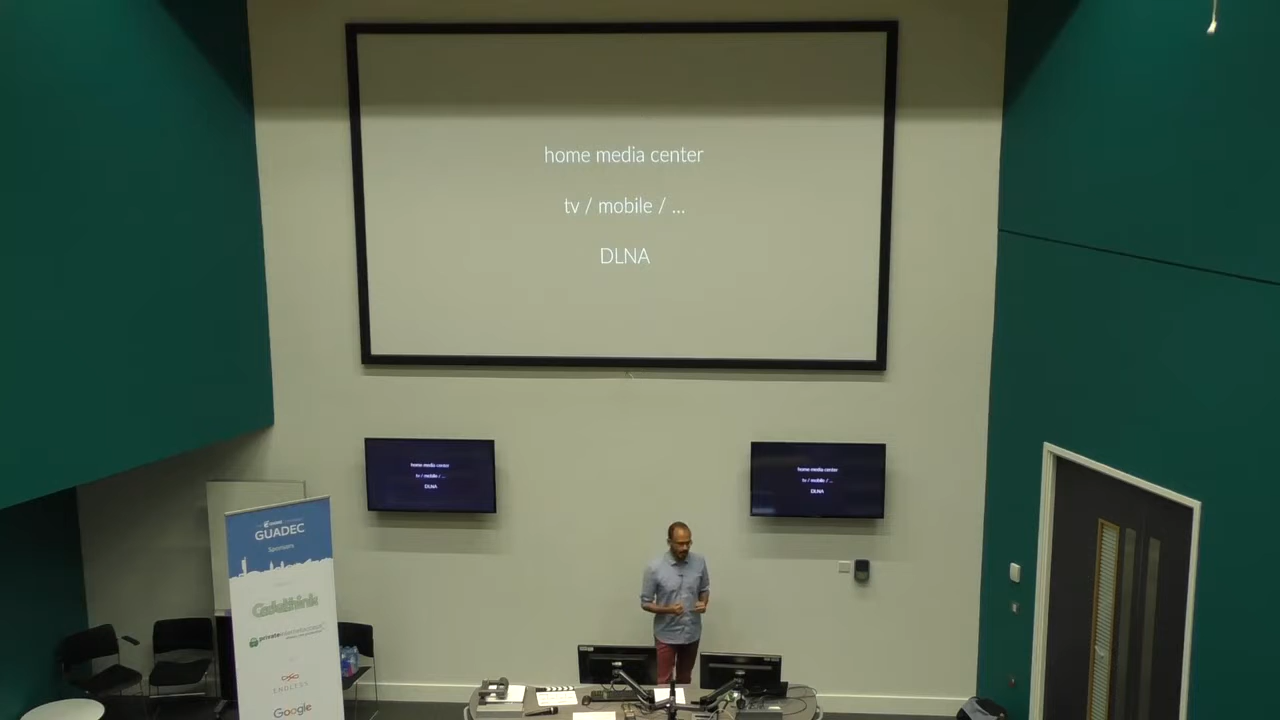 home media center
tv / mobile / ...
DLNA
home media center
tv / mobile / ...
DLNA
home media center
tv / mobile / ...
DLNA
GUADEC
Sponsors
Codethink
privateinternetaccess
ENDLESS
Google